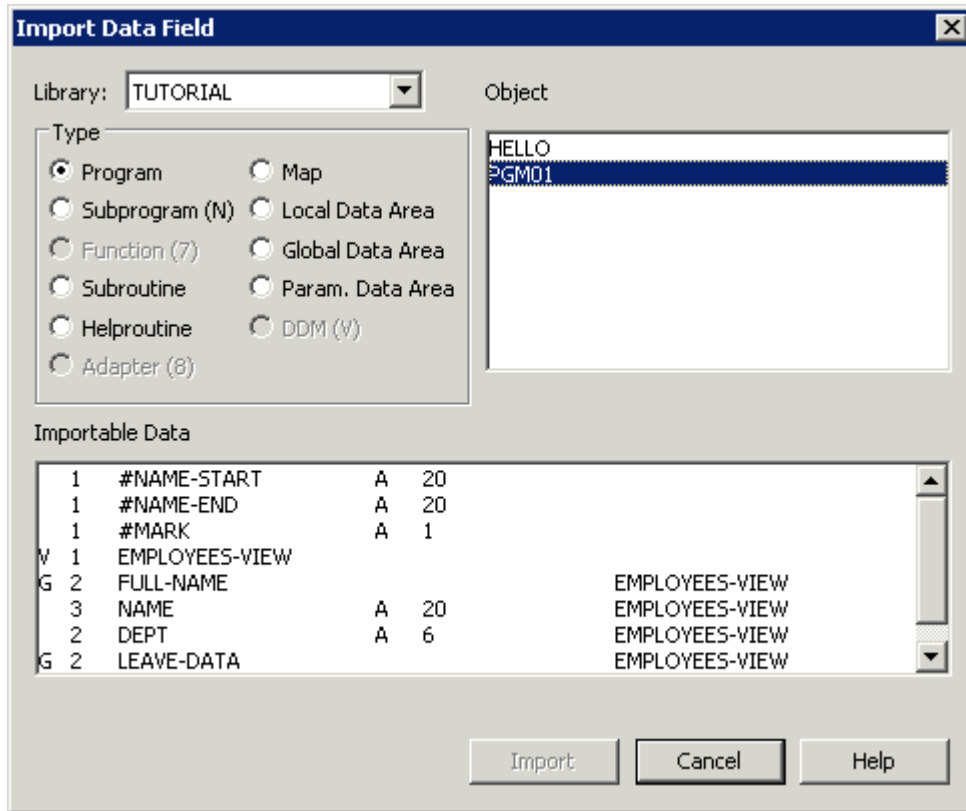 Import Data Field
Library: TUTORIAL
Object
Type
Program Map
Subprogram (N) Local Data Area
Function (7) Global Data Area
Subroutine Param. Data Area
Helproutine DDM (V)
Adapter (8)
HELLO
PGM01
Importable Data
1 #NAME-START A 20
1 #NAME-END A 20
1 #MARK A 1
V 1 EMPLOYEES-VIEW
G 2 FULL-NAME EMPLOYEES-VIEW
3 NAME A 20 EMPLOYEES-VIEW
2 DEPT A 6 EMPLOYEES-VIEW
G 2 LEAVE-DATA EMPLOYEES-VIEW
Import Cancel Help